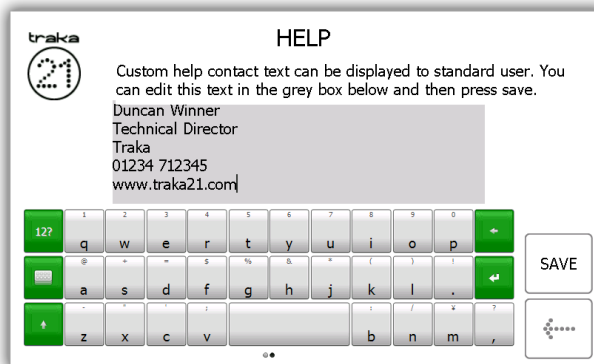 traka
21
HELP
Custom help contact text can be displayed to standard user. You
can edit this text in the grey box below and then press save.
Duncan Winner
Technical Director
Traka
01234 712345
www.traka21.com
1 2 3 4 5 6 7 8 9 0
12? q w e r t y u i o p
@ + = $ % & * ( ) !
a s d f g h j k l .
SAVE
- " ' ; : / ¥ ?
z x c v b n m ,